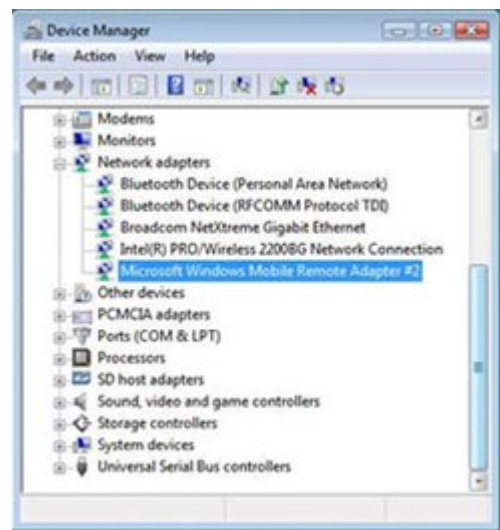 Device Manager
File Action View Help
Modems
Monitors
Network adapters
Bluetooth Device (Personal Area Network)
Bluetooth Device (RFCOMM Protocol TDI)
Broadcom NetXtreme Gigabit Ethernet
Intel(R) PRO/Wireless 2200BG Network Connection
Microsoft Windows Mobile Remote Adapter #2
Other devices
PCMCIA adapters
Ports (COM & LPT)
Processors
SD host adapters
Sound, video and game controllers
Storage controllers
System devices
Universal Serial Bus controllers